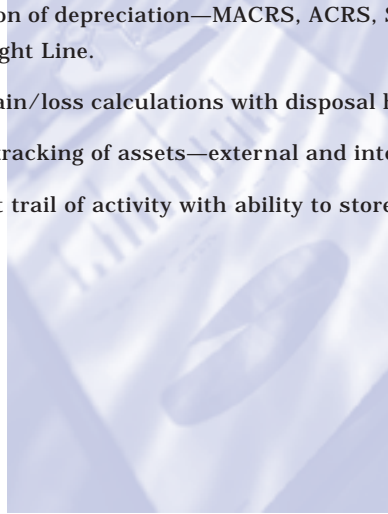 on of depreciation—MACRS, ACRS, S
ght Line.
ain/loss calculations with disposal h
racking of assets—external and inte
t trail of activity with ability to store